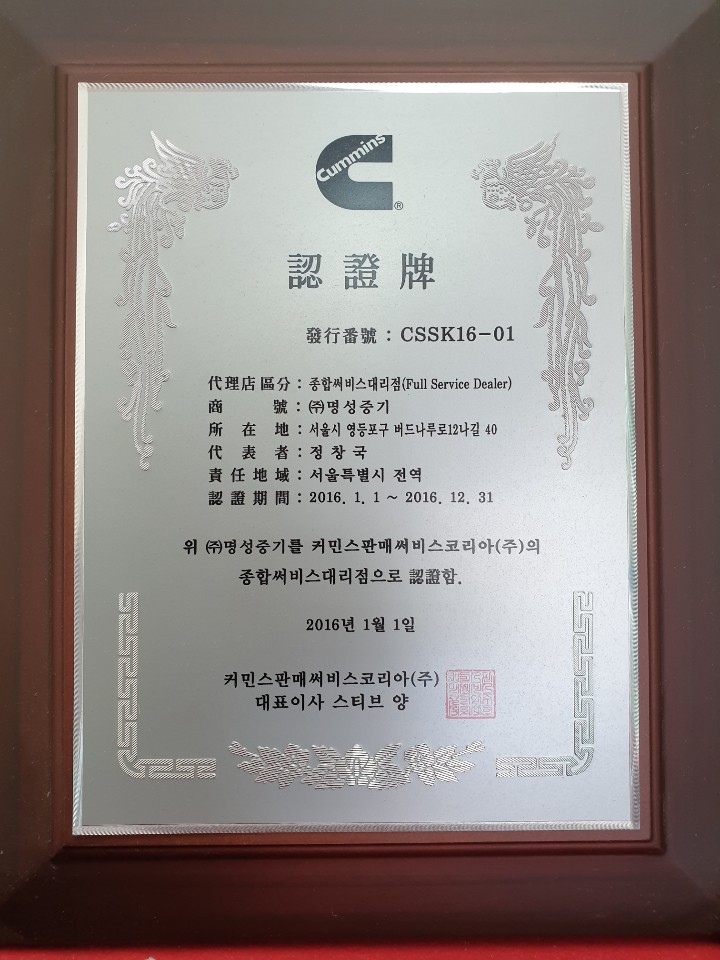 Cummins
®
認證牌
發行番號 : CSSK16-01
代理店區分 : 종합써비스대리점(Full Service Dealer)
商 號 : ㈜명성중기
所 在 地 : 서울시 영등포구 버드나루로12나길 40
代 表 者 : 정 창 국
責任地域 : 서울특별시 전역
認證期間 : 2016. 1. 1 ~ 2016. 12. 31
위 ㈜명성중기를 커민스판매써비스코리아(주)의
종합써비스대리점으로 認證함.
2016년 1월 1일
커민스판매써비스코리아(주)
대표이사 스티브 양